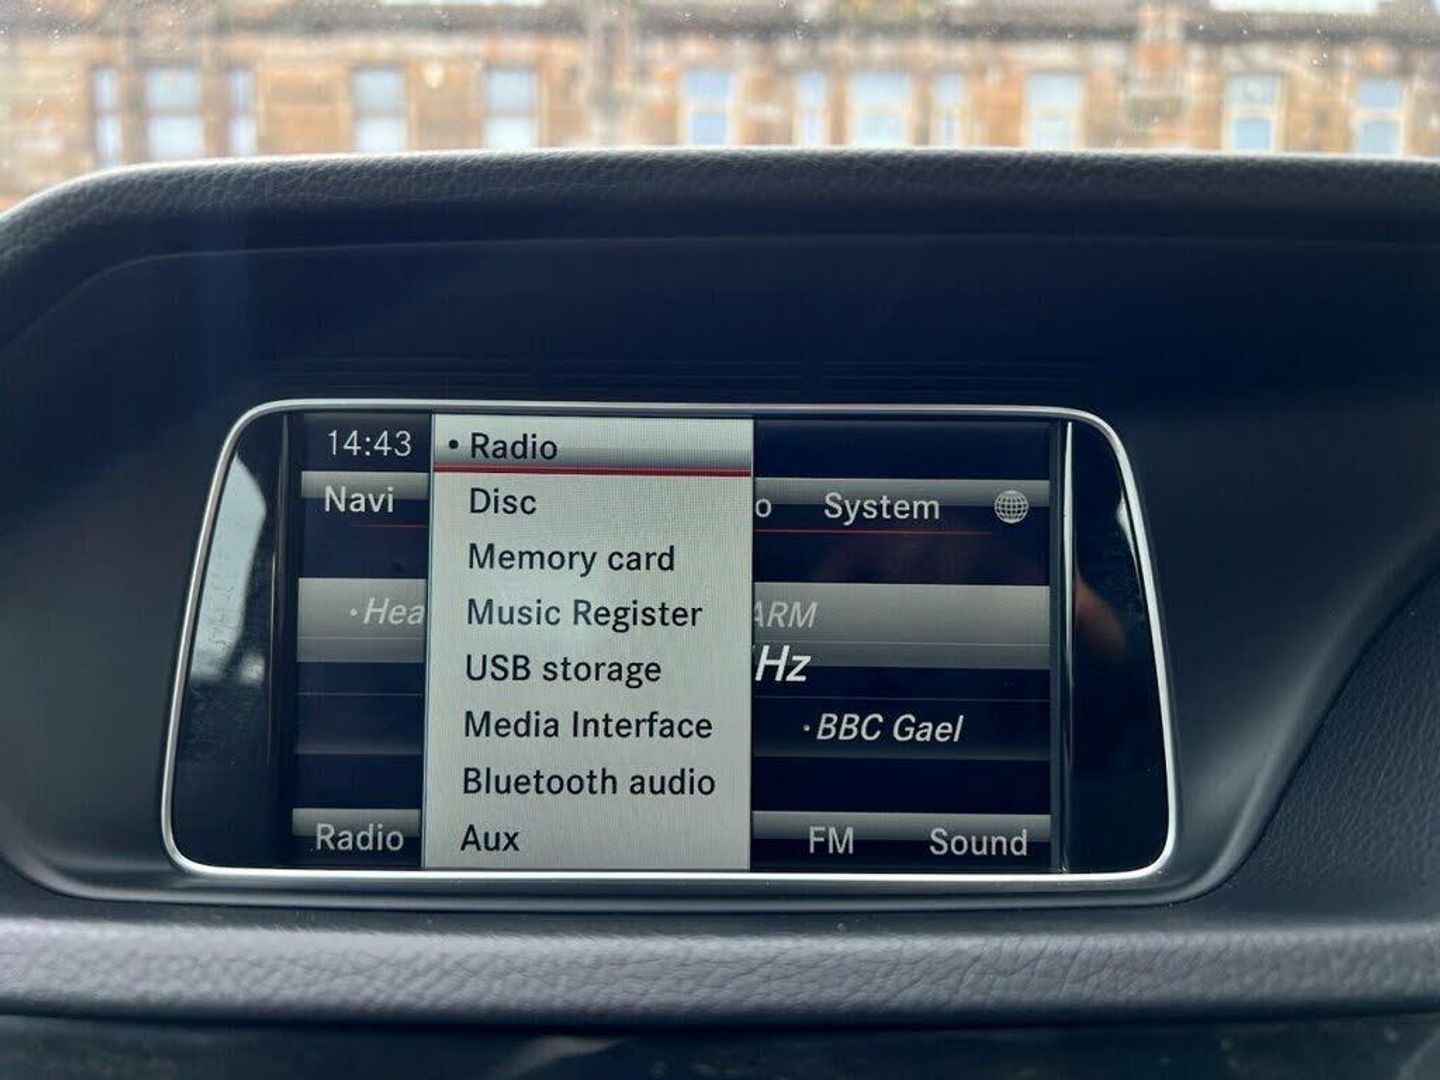 14:43
• Radio
Disc
Memory card
Music Register
USB storage
Media Interface
Bluetooth audio
Aux
Navi
System
Hz
• BBC Gael
Radio
FM
Sound